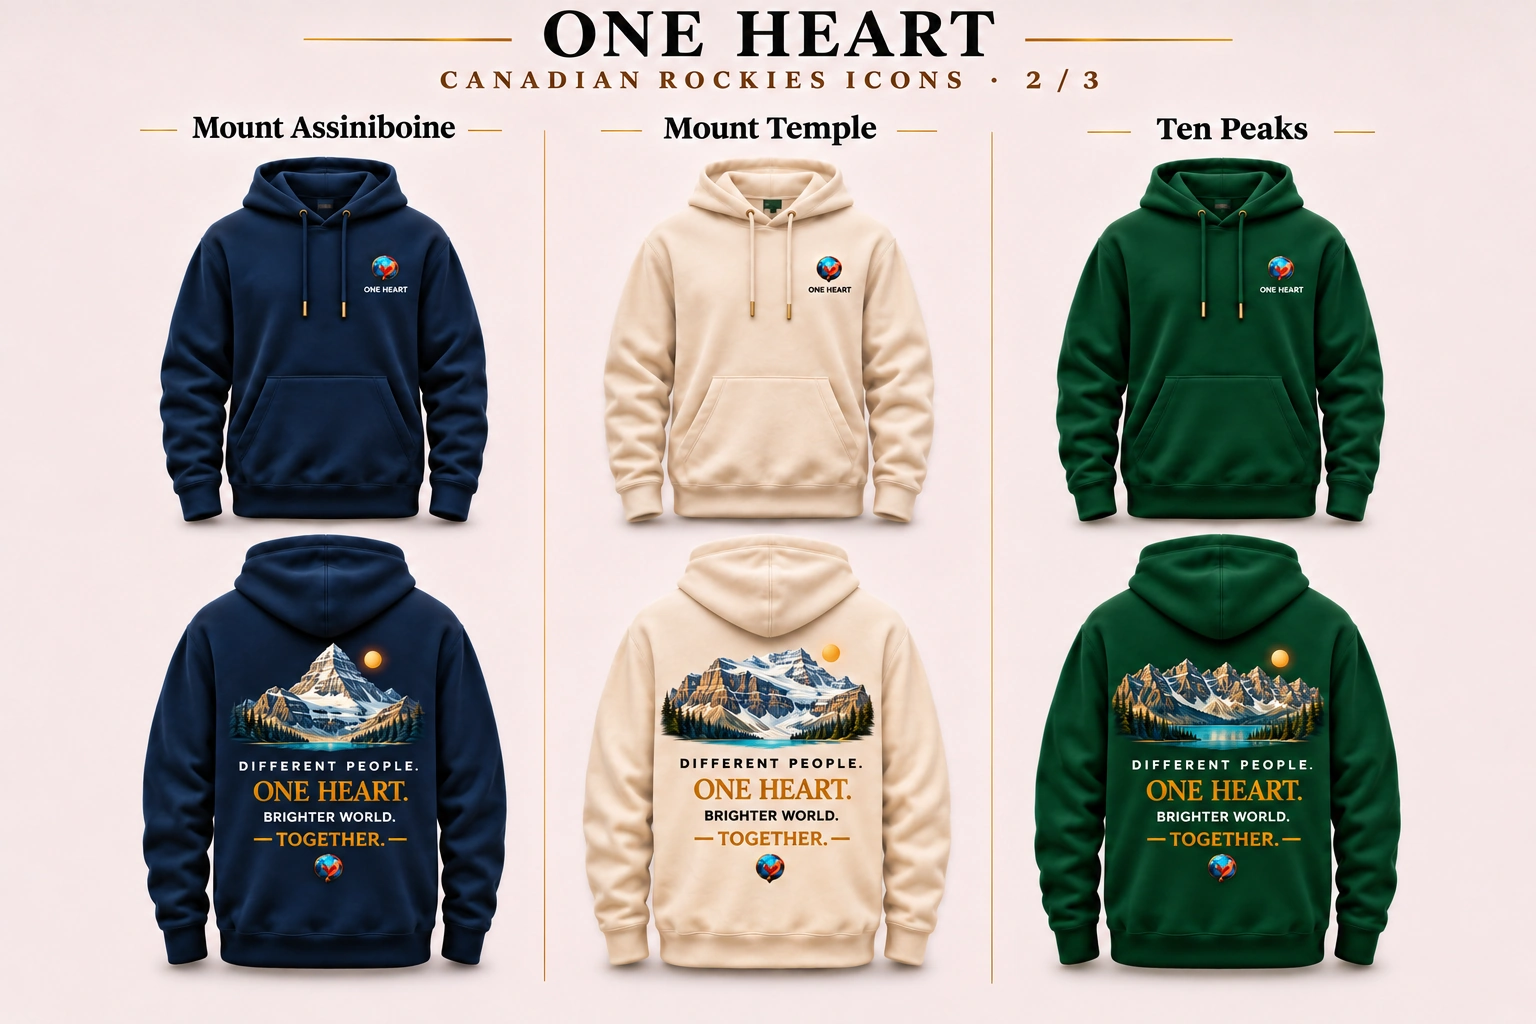 ONE HEART
CANADIAN ROCKIES ICONS · 2 / 3
Mount Assiniboine
Mount Temple
Ten Peaks
ONE HEART
ONE HEART
ONE HEART
DIFFERENT PEOPLE.
ONE HEART.
BRIGHTER WORLD.
— TOGETHER. —
DIFFERENT PEOPLE.
ONE HEART.
BRIGHTER WORLD.
— TOGETHER. —
DIFFERENT PEOPLE.
ONE HEART.
BRIGHTER WORLD.
— TOGETHER. —